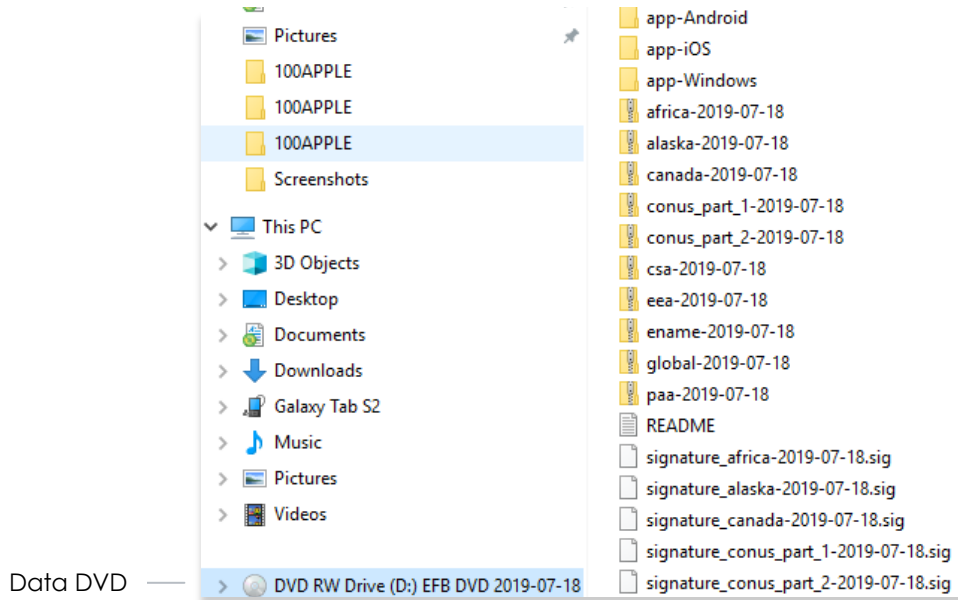 Pictures
100APPLE
100APPLE
100APPLE
Screenshots
This PC
3D Objects
Desktop
Documents
Downloads
Galaxy Tab S2
Music
Pictures
Videos
Data DVD
DVD RW Drive (D:) EFB DVD 2019-07-18
app-Android
app-iOS
app-Windows
africa-2019-07-18
alaska-2019-07-18
canada-2019-07-18
conus_part_1-2019-07-18
conus_part_2-2019-07-18
csa-2019-07-18
eea-2019-07-18
ename-2019-07-18
global-2019-07-18
paa-2019-07-18
README
signature_africa-2019-07-18.sig
signature_alaska-2019-07-18.sig
signature_canada-2019-07-18.sig
signature_conus_part_1-2019-07-18.sig
signature_conus_part_2-2019-07-18.sig